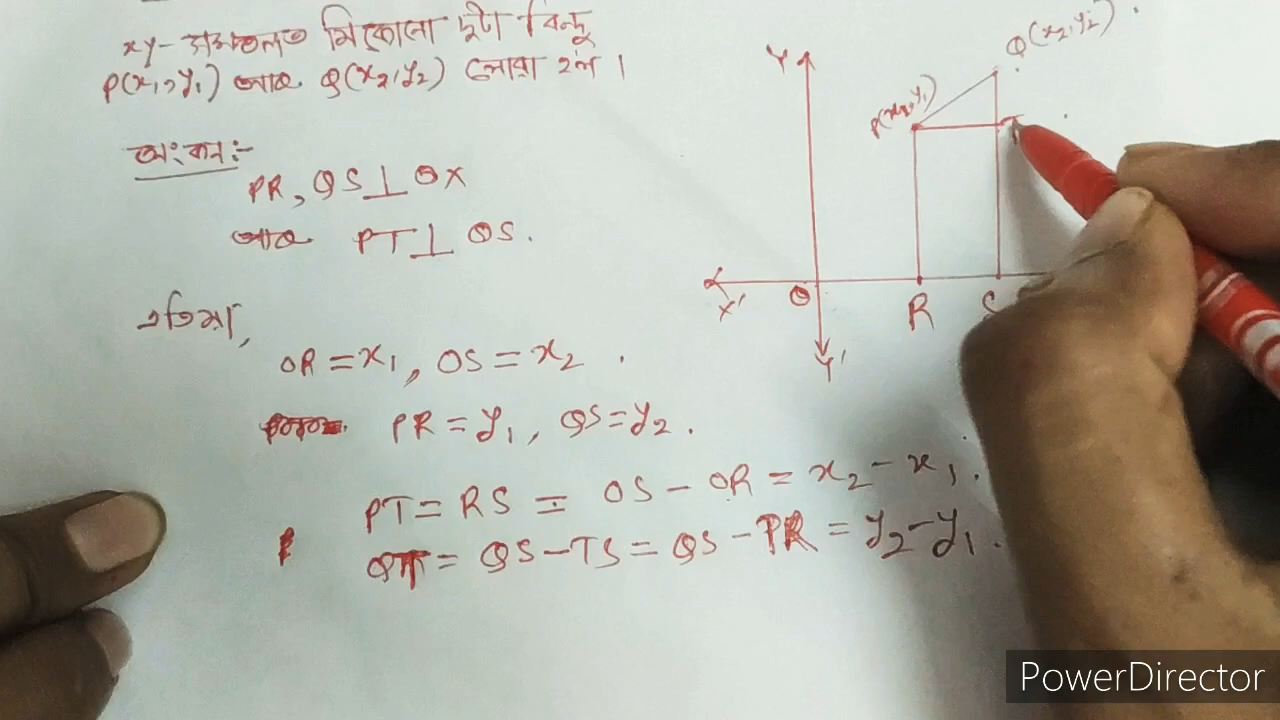 xy-সমতলত যিকোনো দুটা বিন্দু
P(x₁,y₁) আৰু Q(x₂,y₂) লোৱা হল।
অংকন:-
PR, QS⊥OX
আৰু PT⊥QS.
এতিয়া,
OR=x₁, OS=x₂.
PR=y₁, QS=y₂.
PT=RS=OS-OR=x₂-x₁.
QT=QS-TS=QS-PR=y₂-y₁.
Y
Q(x₂,y₂)
P(x₁,y₁)
T
X'
O
R
S
Y'
PowerDirector